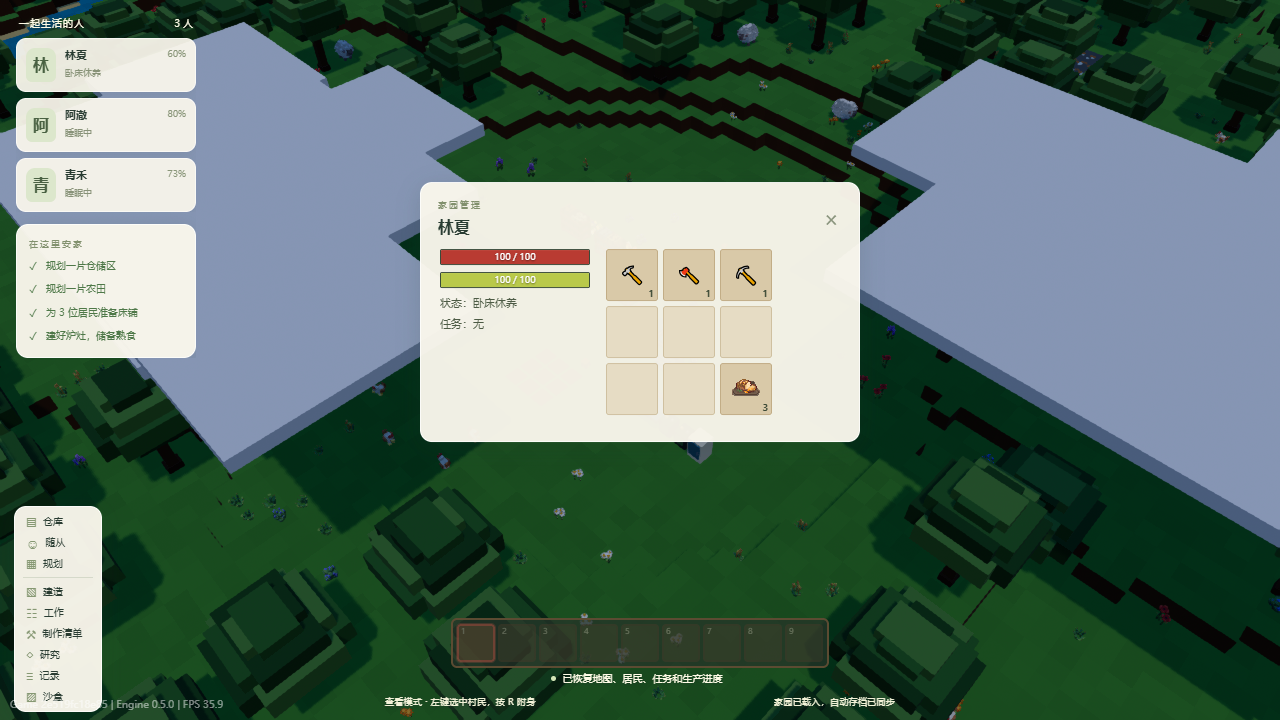 一起生活的人 3 人
林 林夏 60%
卧床休养
阿 阿澈 80%
睡眠中
青 青禾 73%
睡眠中
在这里安家
✓ 规划一片仓储区
✓ 规划一片农田
✓ 为 3 位居民准备床铺
✓ 建好炉灶，储备熟食
家园管理
林夏
×
100 / 100
100 / 100
状态：卧床休养
任务：无
1 1 1
3
仓库
随从
规划
建造
工作
制作清单
研究
记录
沙盒
5 | Engine 0.5.0 | FPS 35.9
1 2 3 4 5 6 7 8 9
已恢复地图、居民、任务和生产进度
查看模式 · 左键选中村民，按 R 附身
家园已载入，自动存档已同步